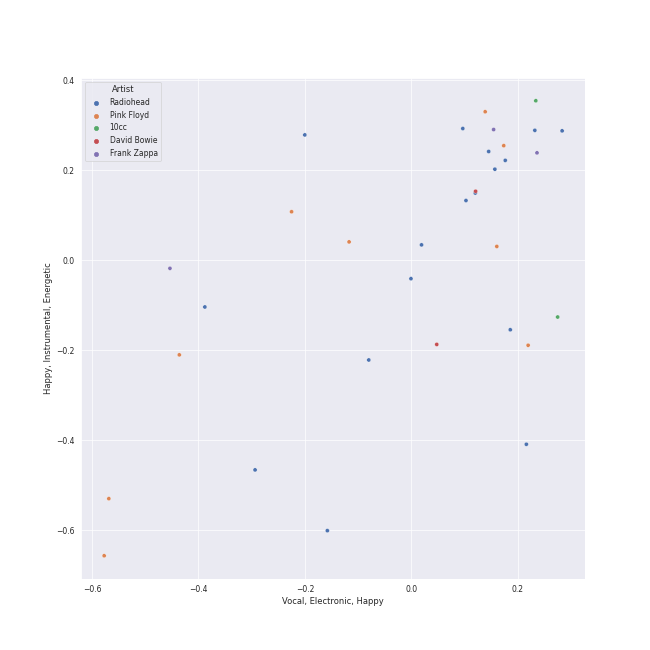 Artist
Radiohead
Pink Floyd
10cc
David Bowie
Frank Zappa
0.4
0.2
0.0
−0.2
−0.4
−0.6
Happy, Instrumental, Energetic
−0.6 −0.4 −0.2 0.0 0.2
Vocal, Electronic, Happy